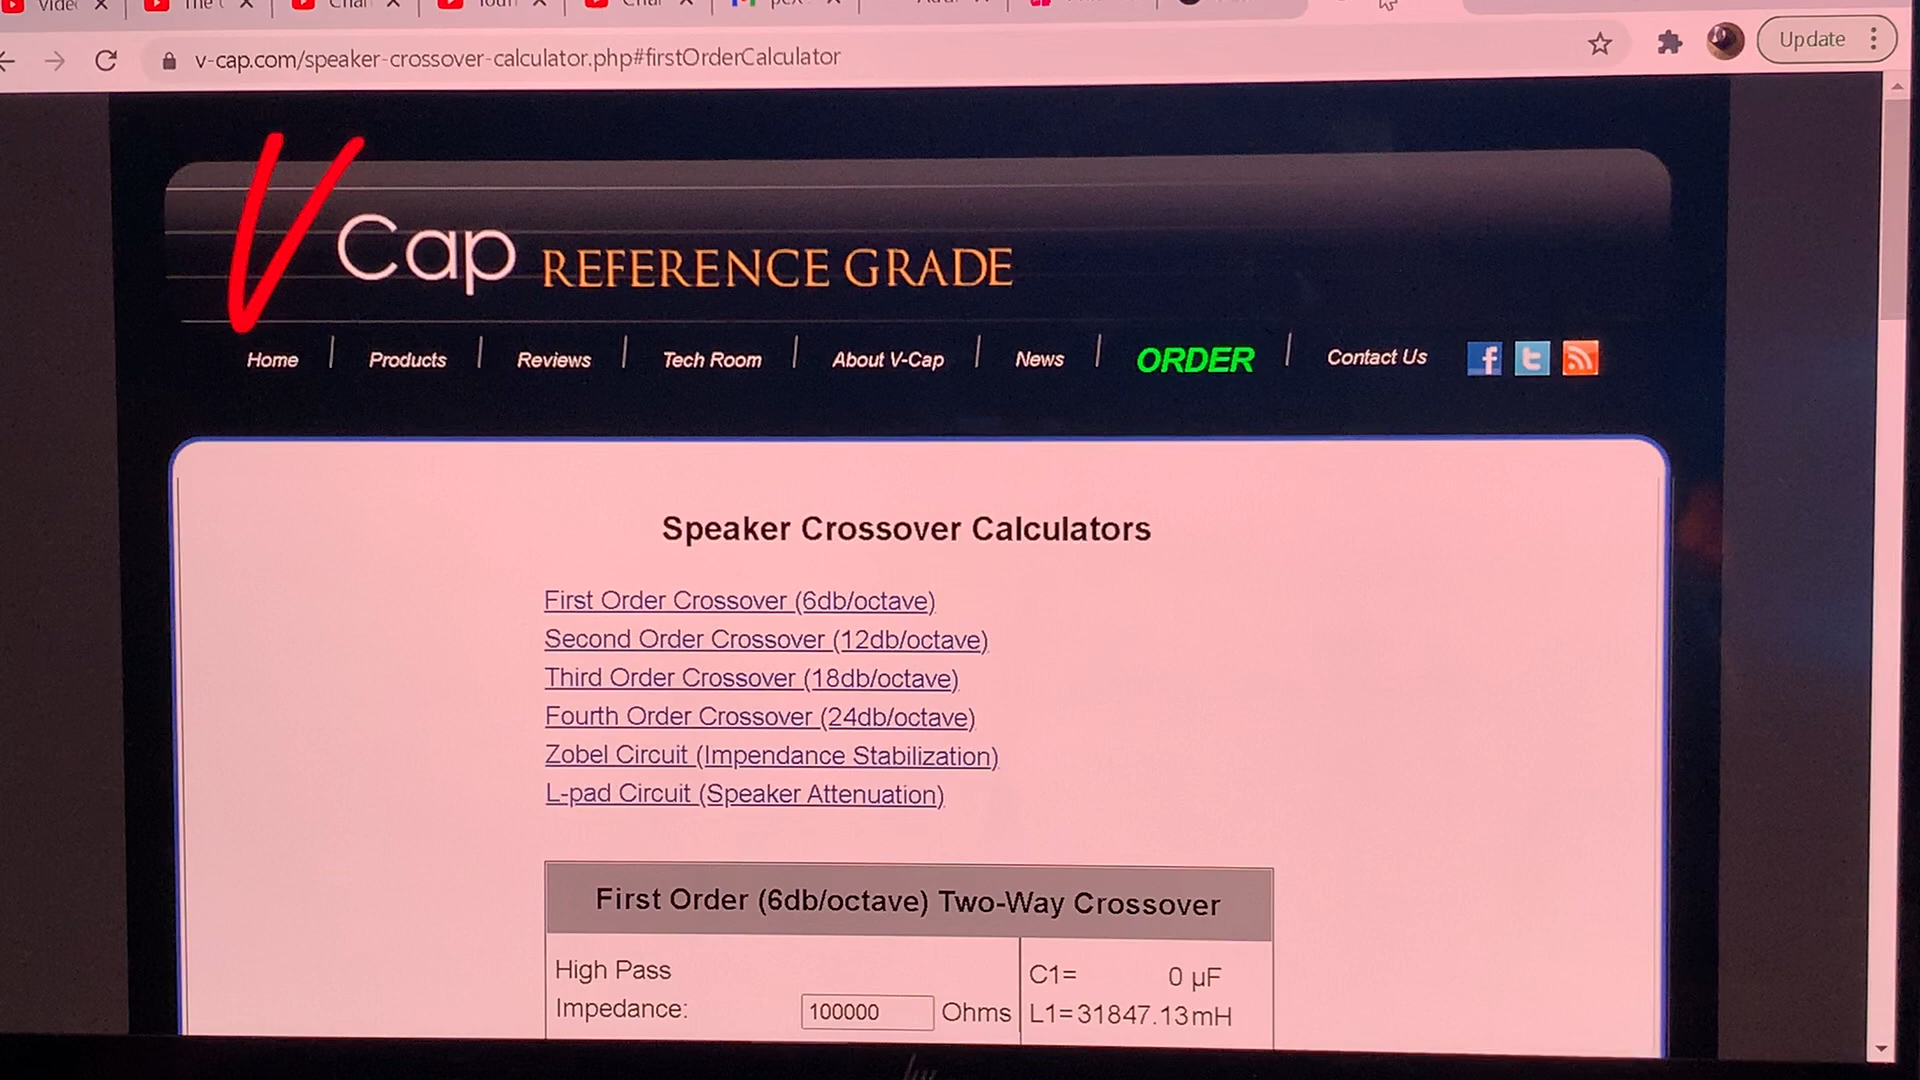 The
v-cap.com/speaker-crossover-calculator.php#firstOrderCalculator
Update
V Cap REFERENCE GRADE
Home Products Reviews Tech Room About V-Cap News ORDER Contact Us
Speaker Crossover Calculators
First Order Crossover (6db/octave)
Second Order Crossover (12db/octave)
Third Order Crossover (18db/octave)
Fourth Order Crossover (24db/octave)
Zobel Circuit (Impendance Stabilization)
L-pad Circuit (Speaker Attenuation)
First Order (6db/octave) Two-Way Crossover
High Pass
Impedance: 100000 Ohms
C1= 0 µF
L1=31847.13mH
hp